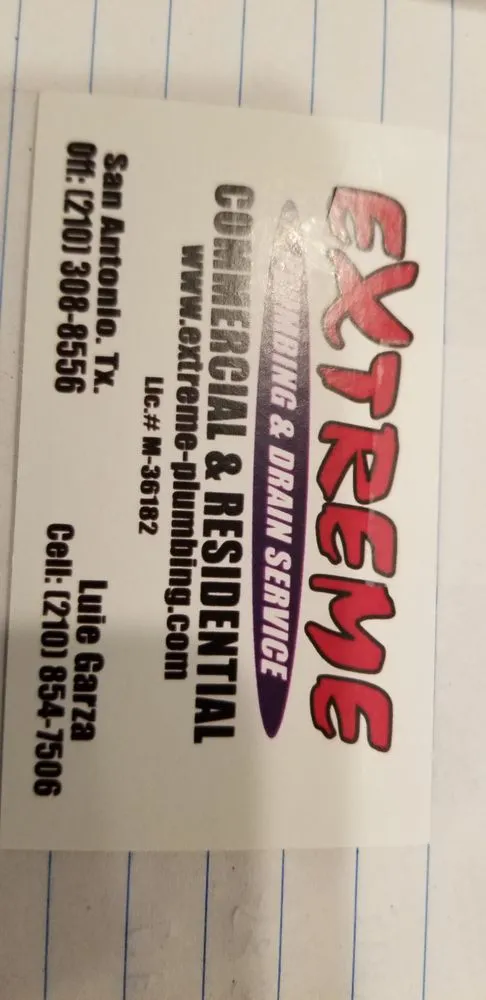 EXTREME
PLUMBING & DRAIN SERVICE
COMMERCIAL & RESIDENTIAL
www.extreme-plumbing.com
Lic.# M-36182
San Antonio. Tx.
Off: (210) 308-8556
Luie Garza
Cell: (210) 854-7506